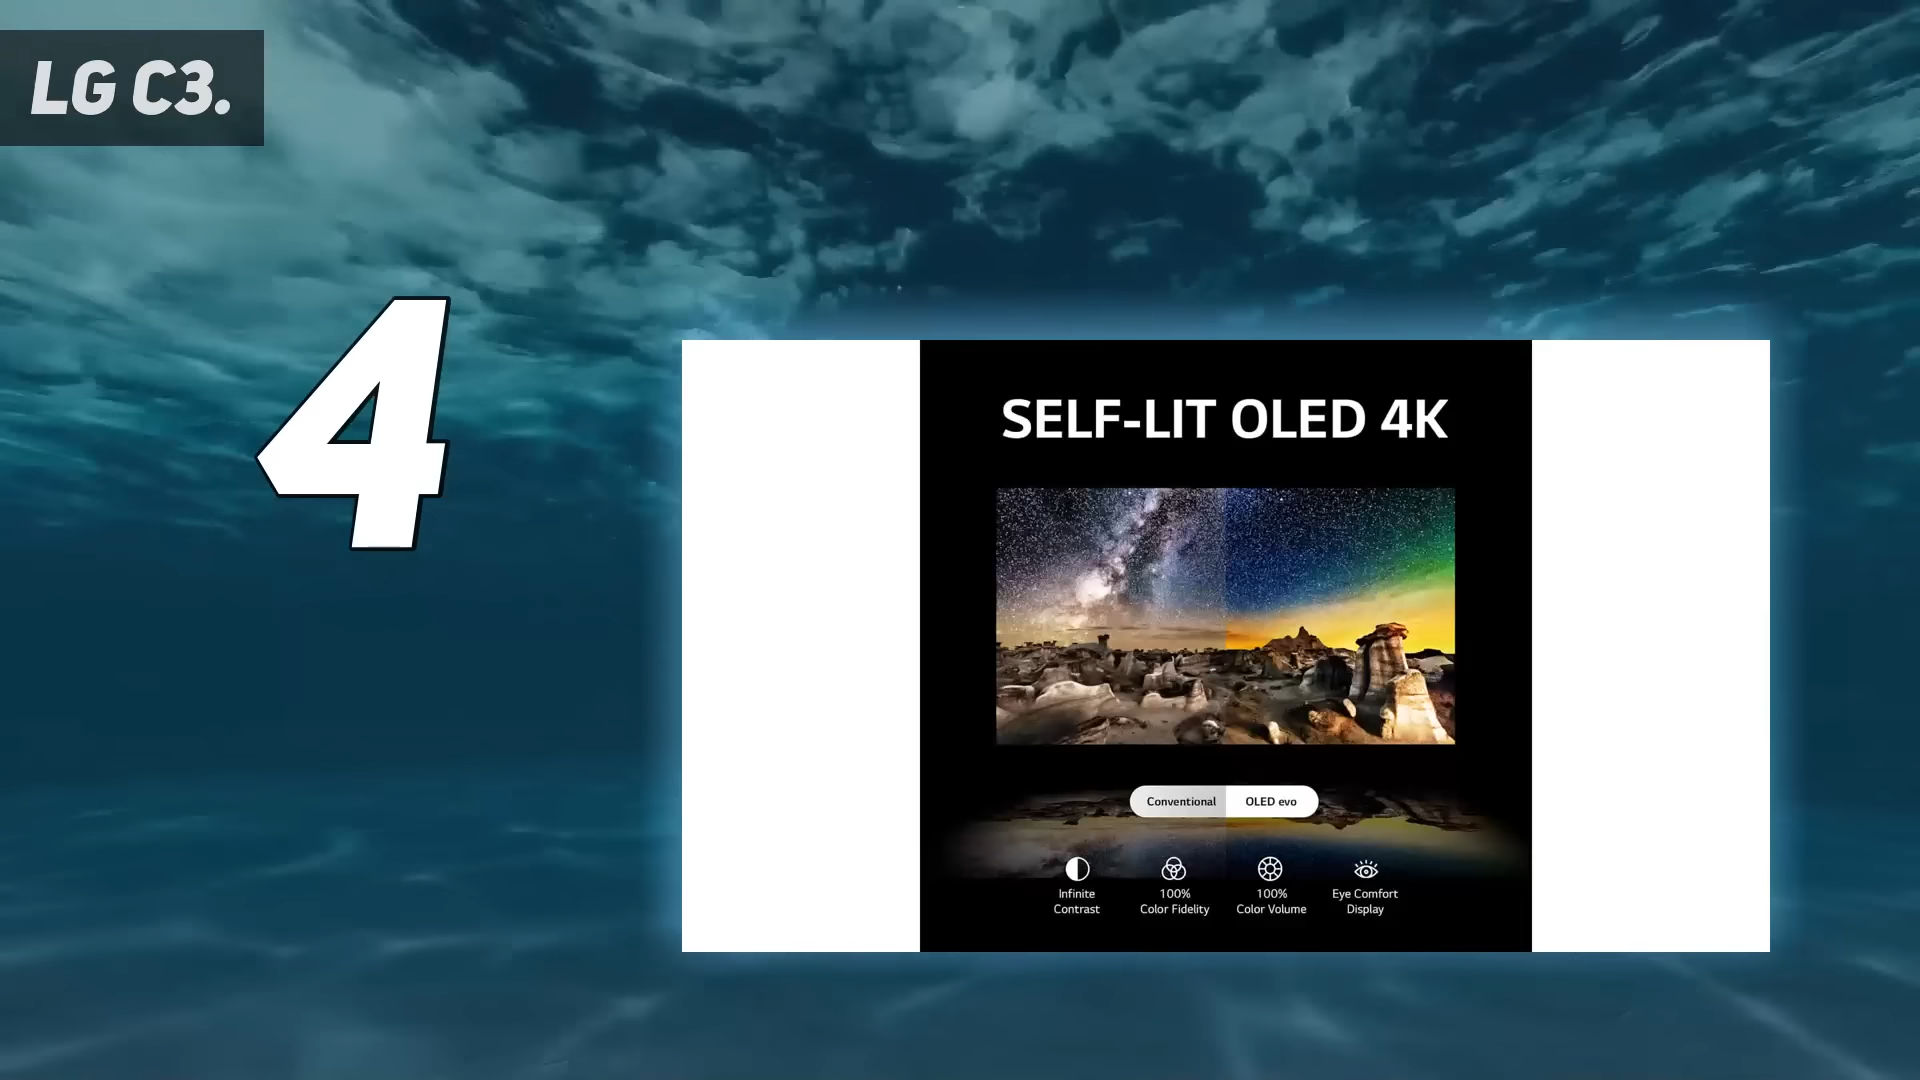 LG C3.
4
SELF-LIT OLED 4K
Conventional OLED evo
Infinite
Contrast
100%
Color Fidelity
100%
Color Volume
Eye Comfort
Display